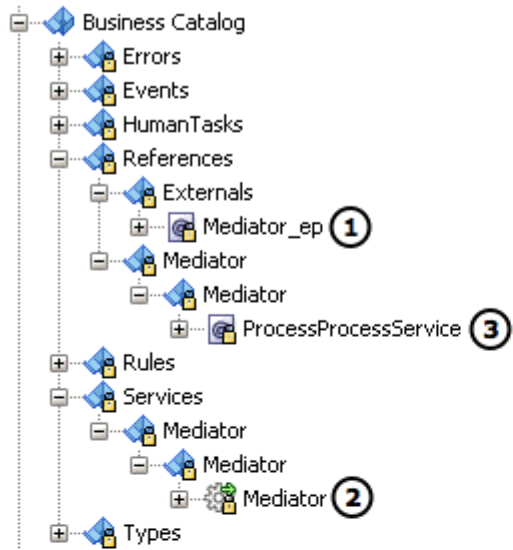 Business Catalog
Errors
Events
HumanTasks
References
Externals
Mediator_ep 1
Mediator
Mediator
ProcessProcessService 3
Rules
Services
Mediator
Mediator
Mediator 2
Types